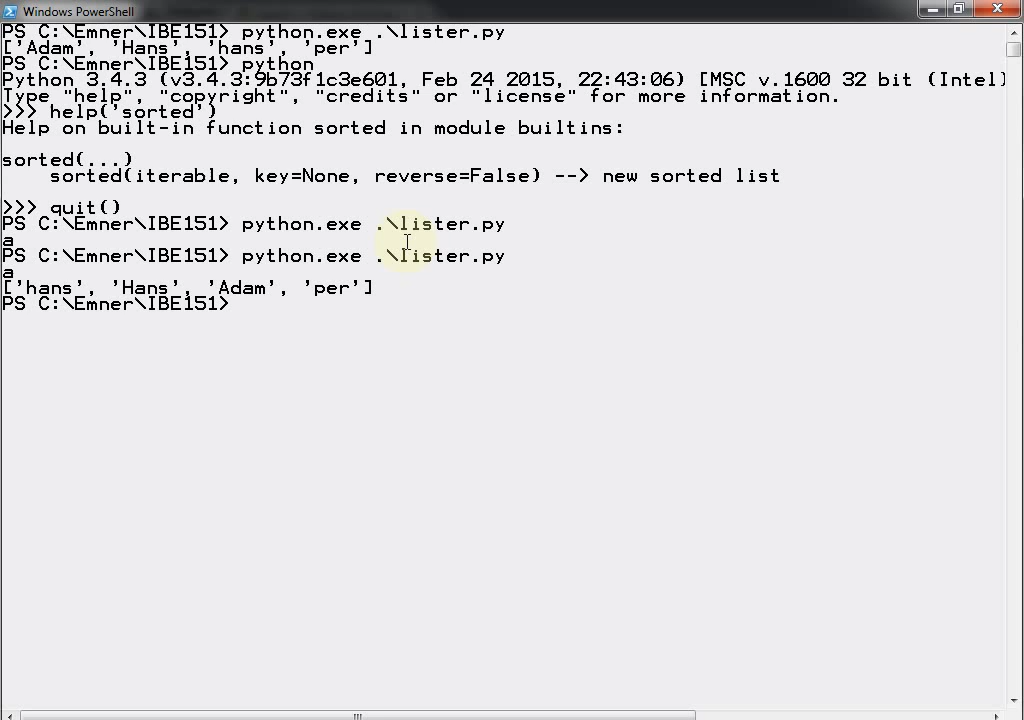 Windows PowerShell
PS C:\Emner\IBE151> python.exe .\lister.py
['Adam', 'Hans', 'hans', 'per']
PS C:\Emner\IBE151> python
Python 3.4.3 (v3.4.3:9b73f1c3e601, Feb 24 2015, 22:43:06) [MSC v.1600 32 bit (Intel)
Type "help", "copyright", "credits" or "license" for more information.
>>> help('sorted')
Help on built-in function sorted in module builtins:
sorted(...)
    sorted(iterable, key=None, reverse=False) --> new sorted list
>>> quit()
PS C:\Emner\IBE151> python.exe .\lister.py
a
PS C:\Emner\IBE151> python.exe .\lister.py
a
['hans', 'Hans', 'Adam', 'per']
PS C:\Emner\IBE151>